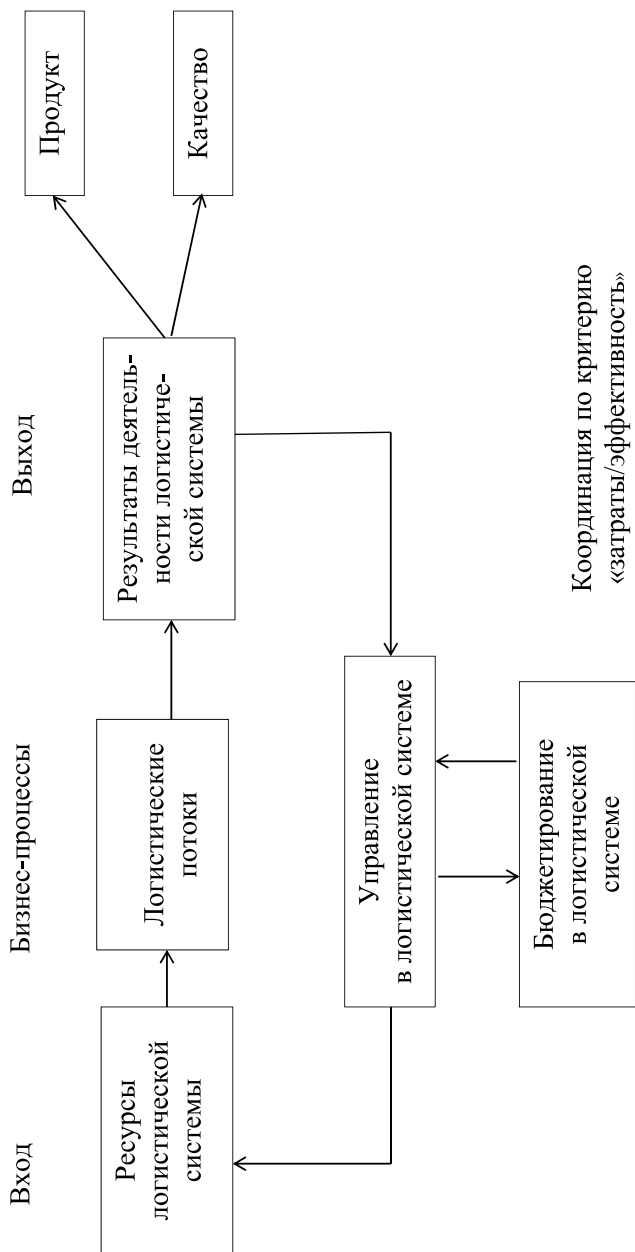 Вход
Бизнес-процессы
Выход
Ресурсы
логистической
системы
Логистические
потоки
Результаты деятель-
ности логистиче-
ской системы
Продукт
Качество
Управление
в логистической системе
Бюджетирование
в логистической
системе
Координация по критерию
«затраты/эффективность»